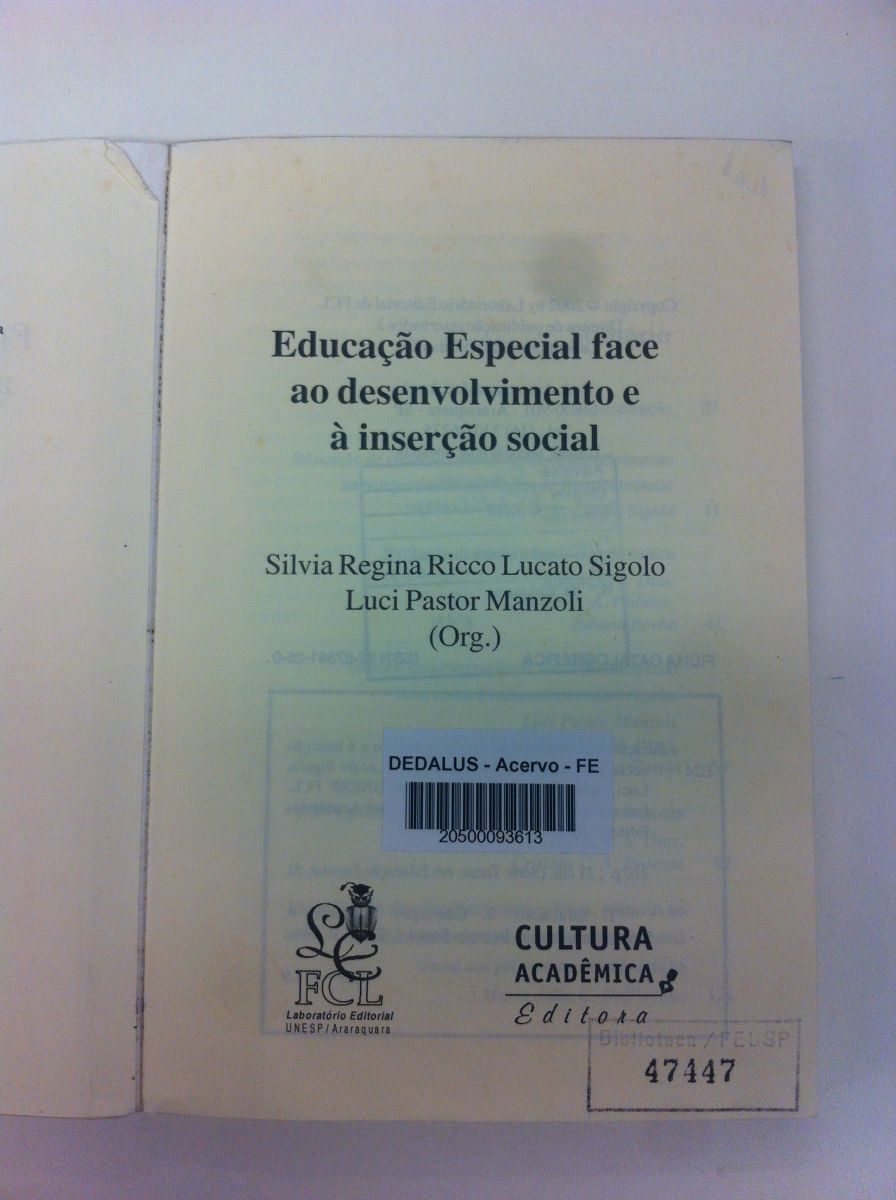 Educação Especial face
ao desenvolvimento e
à inserção social
Silvia Regina Ricco Lucato Sigolo
Luci Pastor Manzoli
(Org.)
DEDALUS - Acervo - FE
20500093613
LE
FCL
Laboratório Editorial
UNESP/Araraquara
CULTURA
ACADÊMICA
Editora
Biblioteca / FEUSP
47447